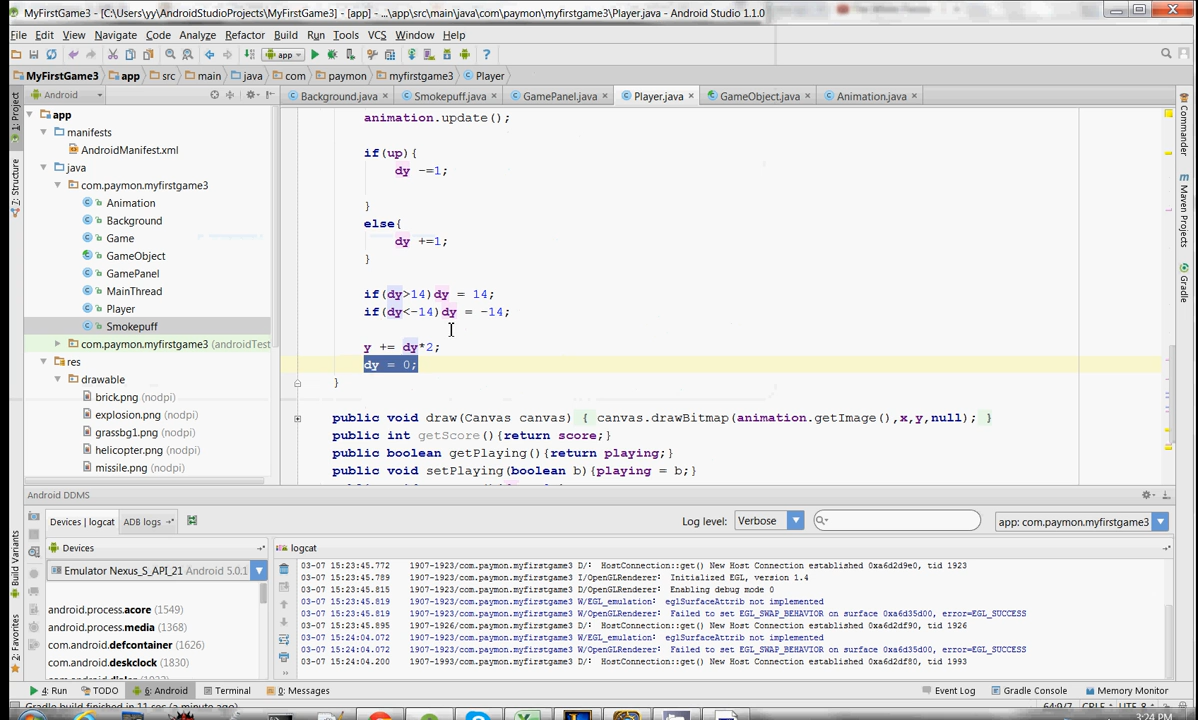 MyFirstGame3 - [C:\Users\yy\AndroidStudioProjects\MyFirstGame3] - [app] - ...\app\src\main\java\com\paymon\myfirstgame3\Player.java - Android Studio 1.1.0
File Edit View Navigate Code Analyze Refactor Build Run Tools VCS Window Help
app
MyFirstGame3 app src main java com paymon myfirstgame3 Player
Android
Background.java Smokepuff.java GamePanel.java Player.java GameObject.java Animation.java
1: Project
7: Structure
Build Variants
2: Favorites
Commander
Maven Projects
Gradle
app
manifests
AndroidManifest.xml
java
com.paymon.myfirstgame3
Animation
Background
Game
GameObject
GamePanel
MainThread
Player
Smokepuff
com.paymon.myfirstgame3 (androidTest
res
drawable
brick.png (nodpi)
explosion.png (nodpi)
grassbg1.png (nodpi)
helicopter.png (nodpi)
missile.png (nodpi)
animation.update();
if(up){
dy -=1;
}
else{
dy +=1;
}
if(dy>14)dy = 14;
if(dy<-14)dy = -14;
y += dy*2;
dy = 0;
}
public void draw(Canvas canvas) { canvas.drawBitmap(animation.getImage(),x,y,null); }
public int getScore(){return score;}
public boolean getPlaying(){return playing;}
public void setPlaying(boolean b){playing = b;}
Android DDMS
Devices | logcat ADB logs
Log level: Verbose app: com.paymon.myfirstgame3
Devices
Emulator Nexus_S_API_21 Android 5.0.1
android.process.acore (1549)
android.process.media (1368)
com.android.defcontainer (1626)
com.android.deskclock (1830)
logcat
03-07 15:23:45.772 1907-1923/com.paymon.myfirstgame3 D/﹕ HostConnection::get() New Host Connection established 0xa6d2d9e0, tid 1923
03-07 15:23:45.789 1907-1923/com.paymon.myfirstgame3 I/OpenGLRenderer﹕ Initialized EGL, version 1.4
03-07 15:23:45.815 1907-1923/com.paymon.myfirstgame3 D/OpenGLRenderer﹕ Enabling debug mode 0
03-07 15:23:45.819 1907-1923/com.paymon.myfirstgame3 W/EGL_emulation﹕ eglSurfaceAttrib not implemented
03-07 15:23:45.819 1907-1923/com.paymon.myfirstgame3 W/OpenGLRenderer﹕ Failed to set EGL_SWAP_BEHAVIOR on surface 0xa6d35d00, error=EGL_SUCCESS
03-07 15:23:45.895 1907-1926/com.paymon.myfirstgame3 D/﹕ HostConnection::get() New Host Connection established 0xa6d2df90, tid 1926
03-07 15:24:04.072 1907-1923/com.paymon.myfirstgame3 W/EGL_emulation﹕ eglSurfaceAttrib not implemented
03-07 15:24:04.072 1907-1923/com.paymon.myfirstgame3 W/OpenGLRenderer﹕ Failed to set EGL_SWAP_BEHAVIOR on surface 0xa6d35d00, error=EGL_SUCCESS
03-07 15:24:04.200 1907-1993/com.paymon.myfirstgame3 D/﹕ HostConnection::get() New Host Connection established 0xa6d2df80, tid 1993
4: Run TODO 6: Android Terminal 0: Messages Event Log Gradle Console Memory Monitor
Gradle build finished in 11 sec (a minute ago) 64:9/7 CRLF UTF-8
3:24 PM